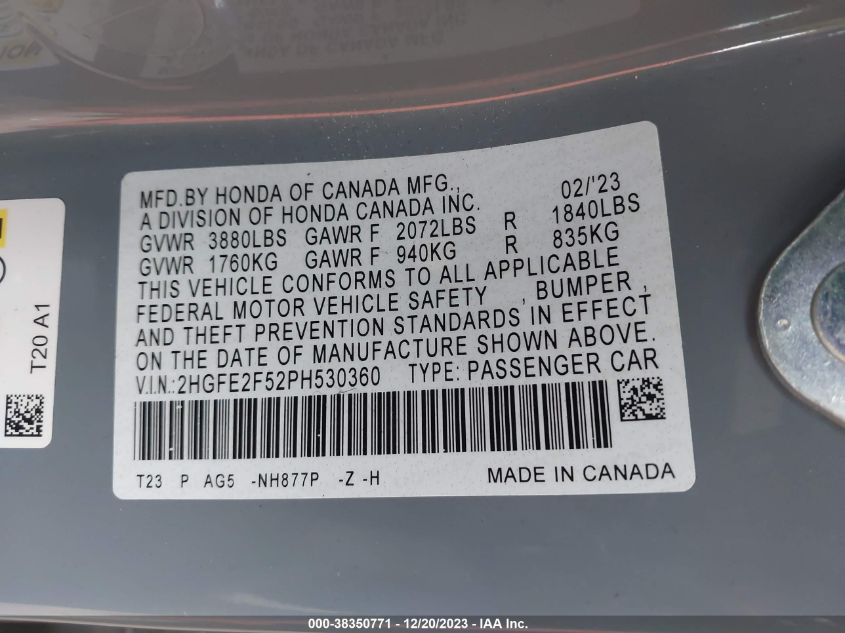 MFD.BY HONDA OF CANADA MFG., 02/'23
A DIVISION OF HONDA CANADA INC.
GVWR 3880LBS GAWR F 2072LBS R 1840LBS
GVWR 1760KG GAWR F 940KG R 835KG
THIS VEHICLE CONFORMS TO ALL APPLICABLE
FEDERAL MOTOR VEHICLE SAFETY , BUMPER ,
AND THEFT PREVENTION STANDARDS IN EFFECT
ON THE DATE OF MANUFACTURE SHOWN ABOVE.
V.I.N.:2HGFE2F52PH530360 TYPE: PASSENGER CAR
T23 P AG5 -NH877P -Z -H MADE IN CANADA
T20 A1
000-38350771 - 12/20/2023 - IAA Inc.